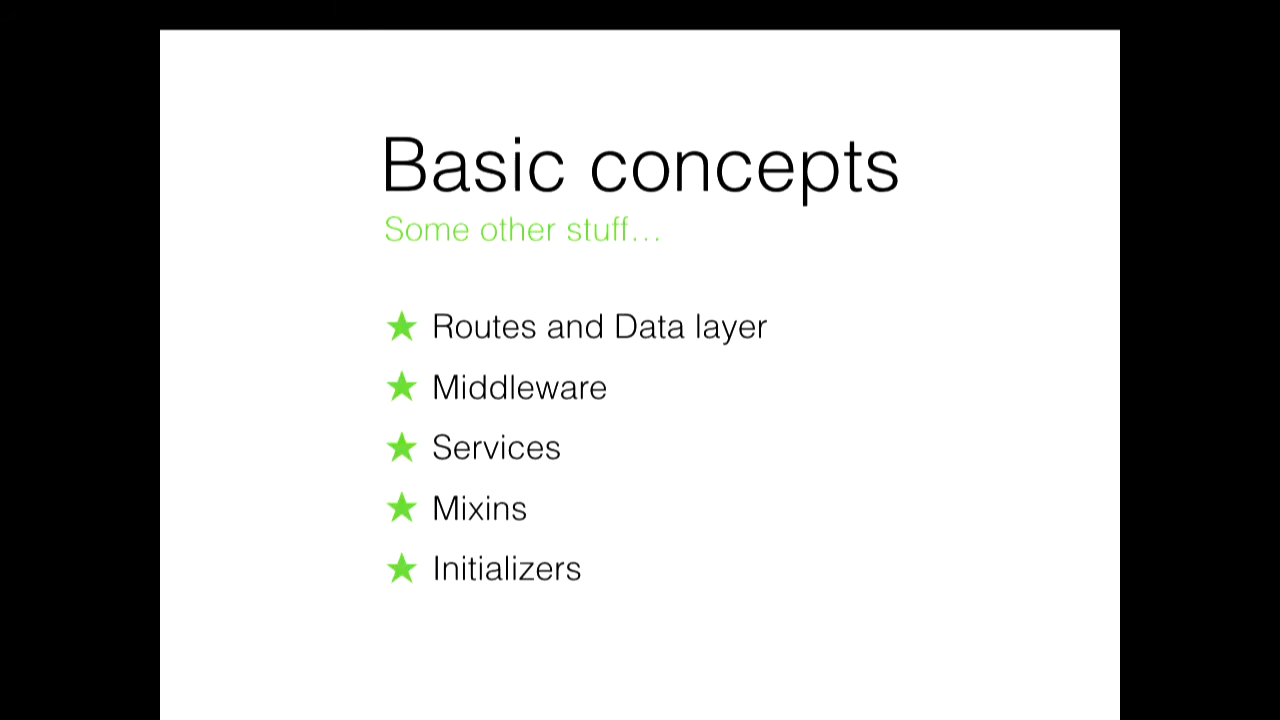 Basic concepts
Some other stuff...
Routes and Data layer
Middleware
Services
Mixins
Initializers